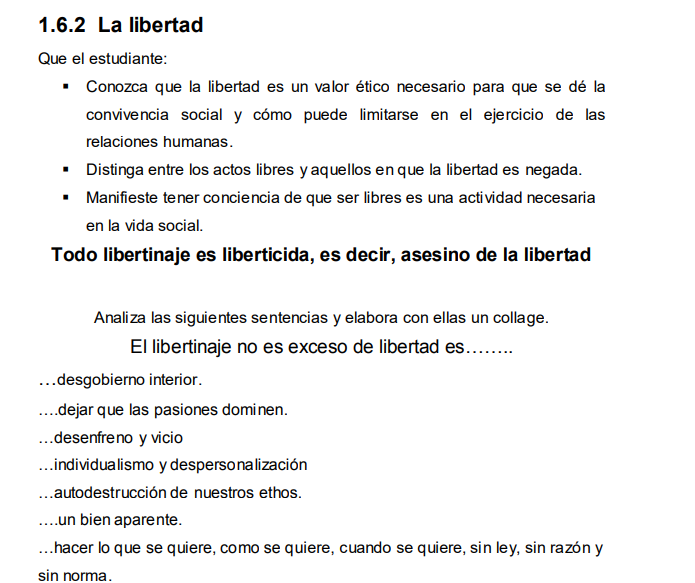 1.6.2 La libertad
Que el estudiante:
▪ Conozca que la libertad es un valor ético necesario para que se dé la
convivencia social y cómo puede limitarse en el ejercicio de las
relaciones humanas.
▪ Distinga entre los actos libres y aquellos en que la libertad es negada.
▪ Manifieste tener conciencia de que ser libres es una actividad necesaria
en la vida social.
Todo libertinaje es liberticida, es decir, asesino de la libertad
Analiza las siguientes sentencias y elabora con ellas un collage.
El libertinaje no es exceso de libertad es........
...desgobierno interior.
....dejar que las pasiones dominen.
...desenfreno y vicio
...individualismo y despersonalización
...autodestrucción de nuestros ethos.
....un bien aparente.
...hacer lo que se quiere, como se quiere, cuando se quiere, sin ley, sin razón y
sin norma.